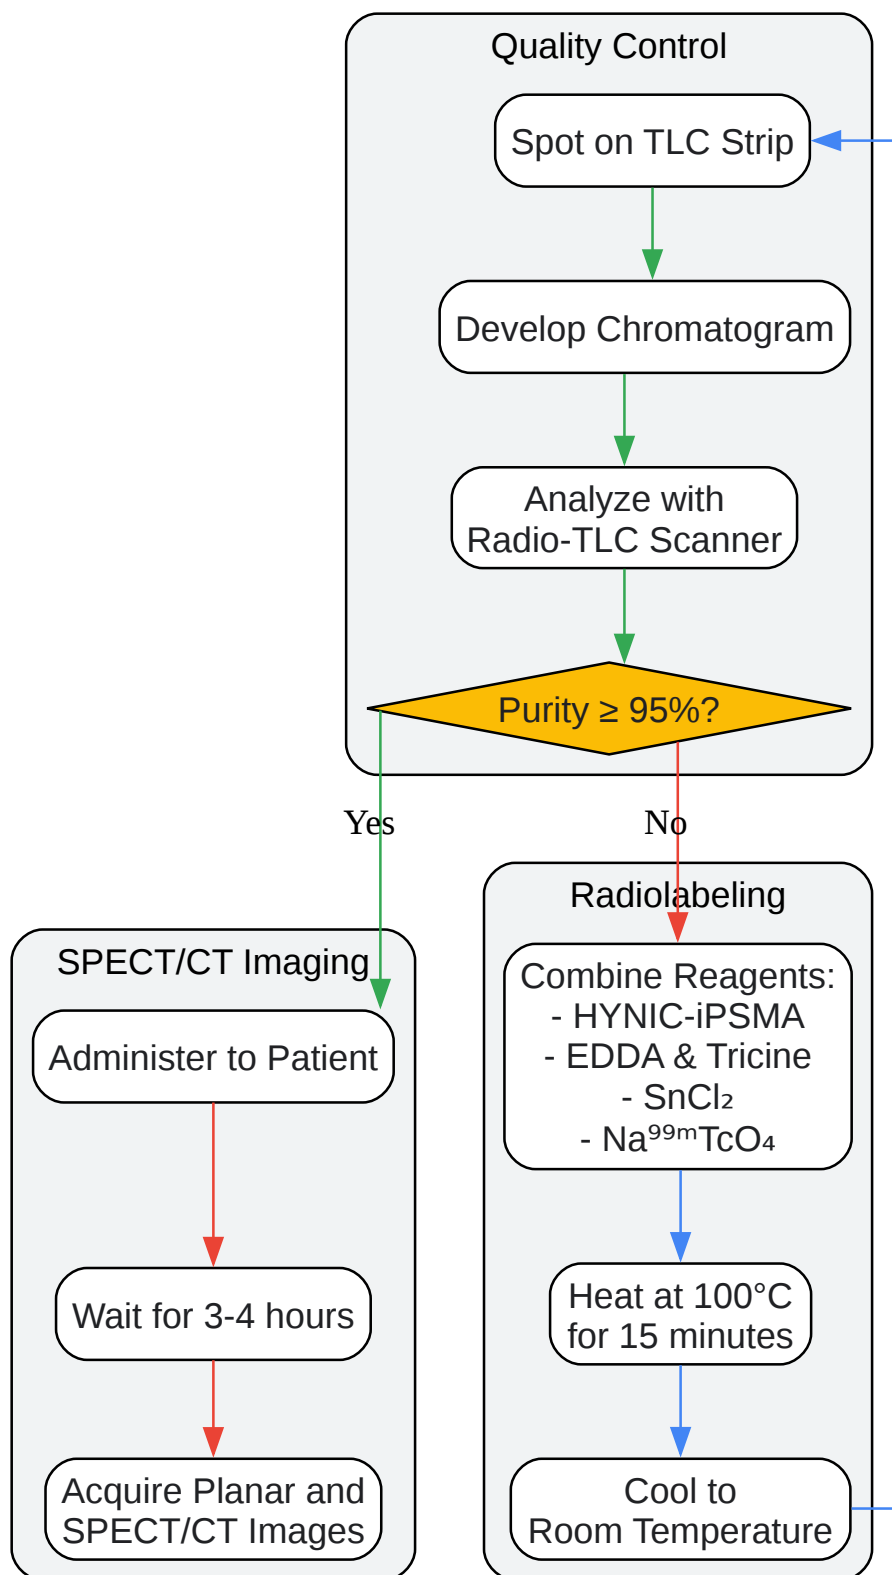 Quality Control
Spot on TLC Strip
Develop Chromatogram
Analyze with
Radio-TLC Scanner
Purity ≥ 95%?
Yes
No
Radiolabeling
Combine Reagents:
- HYNIC-iPSMA
- EDDA & Tricine
- SnCl₂
- Na⁹⁹ᵐTcO₄
Heat at 100°C
for 15 minutes
Cool to
Room Temperature
SPECT/CT Imaging
Administer to Patient
Wait for 3-4 hours
Acquire Planar and
SPECT/CT Images